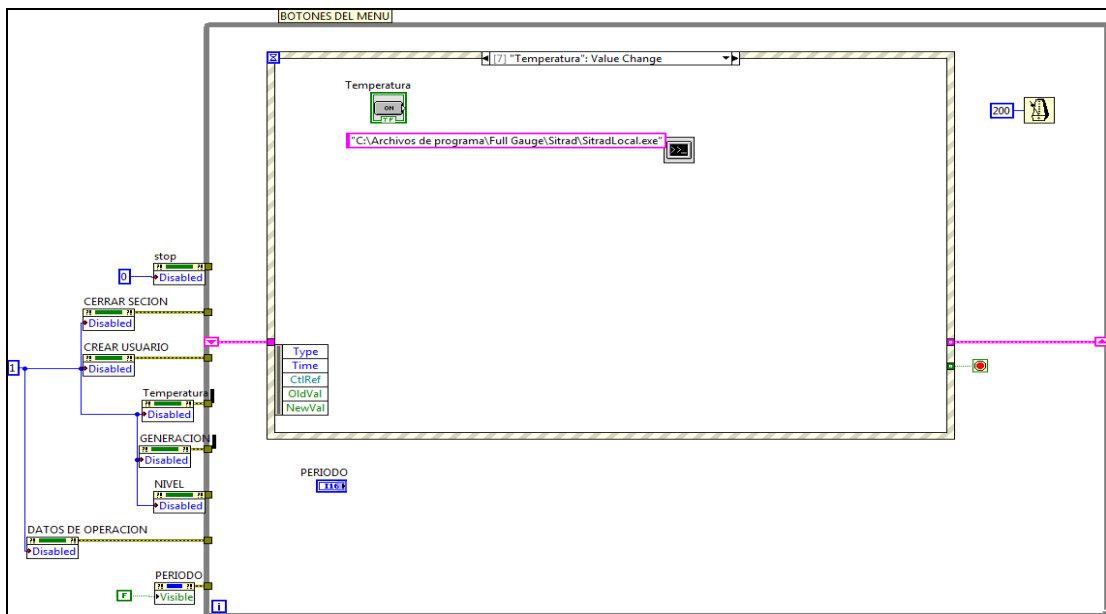 BOTONES DEL MENU
[7] "Temperatura": Value Change
Temperatura
ON
TF
200
"C:\Archivos de programa\Full Gauge\Sitrad\SitradLocal.exe"
stop
0
Disabled
CERRAR SECION
Disabled
CREAR USUARIO
1
Disabled
Type
Time
CtlRef
OldVal
NewVal
Temperatura
Disabled
GENERACION
Disabled
PERIODO
I16
NIVEL
Disabled
DATOS DE OPERACION
Disabled
PERIODO
F
Visible
i